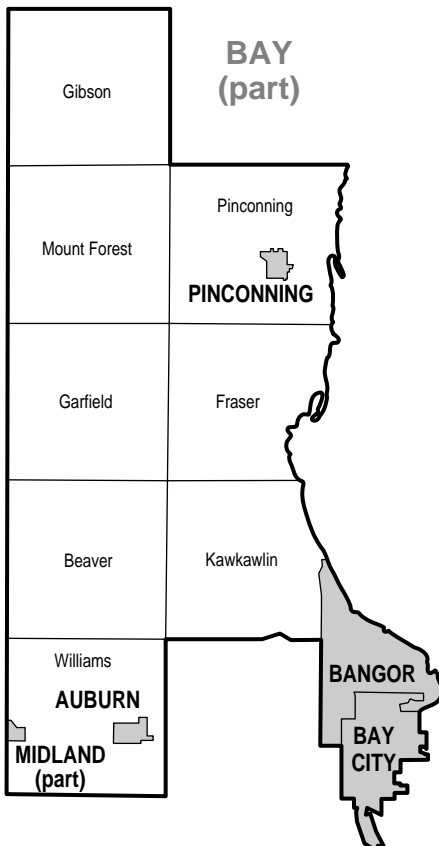 BAY
(part)
Gibson
Pinconning
Mount Forest
PINCONNING
Garfield
Fraser
Beaver
Kawkawlin
Williams
AUBURN
BANGOR
MIDLAND
(part)
BAY
CITY